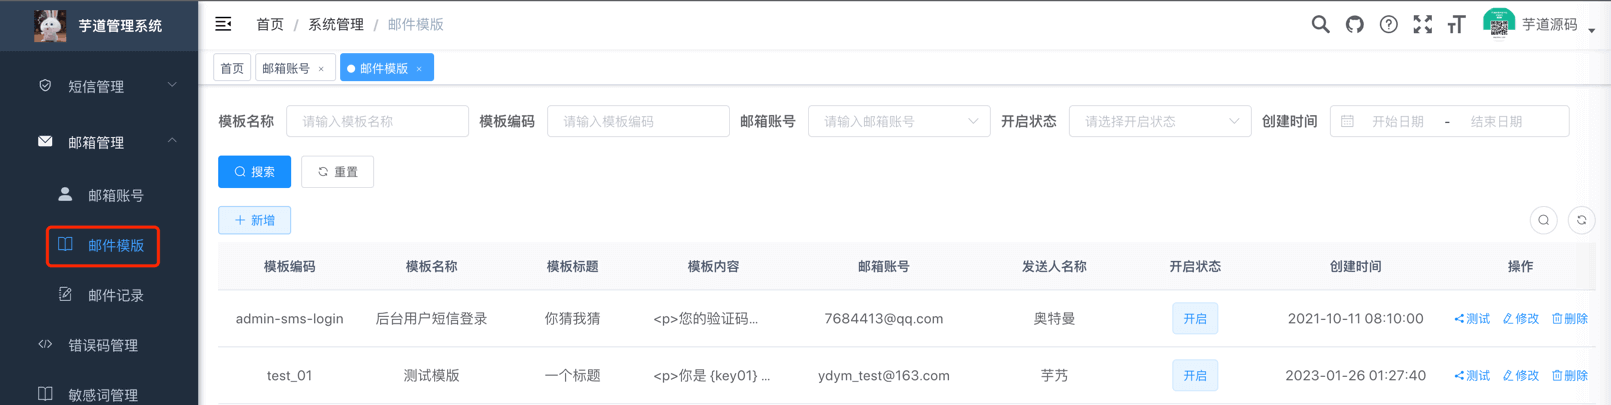 芋道管理系统
首页 / 系统管理 / 邮件模版
芋道源码
首页
邮箱账号 ×
邮件模版 ×
短信管理
邮箱管理
邮箱账号
邮件模版
邮件记录
错误码管理
敏感词管理
模板名称 请输入模板名称 模板编码 请输入模板编码 邮箱账号 请输入邮箱账号 开启状态 请选择开启状态 创建时间 开始日期 - 结束日期
搜索 重置
+ 新增
模板编码 模板名称 模板标题 模板内容 邮箱账号 发送人名称 开启状态 创建时间 操作
admin-sms-login 后台用户短信登录 你猜我猜 <p>您的验证码... 7684413@qq.com 奥特曼 开启 2021-10-11 08:10:00 测试 修改 删除
test_01 测试模版 一个标题 <p>你是 {key01} ... ydym_test@163.com 芋艿 开启 2023-01-26 01:27:40 测试 修改 删除